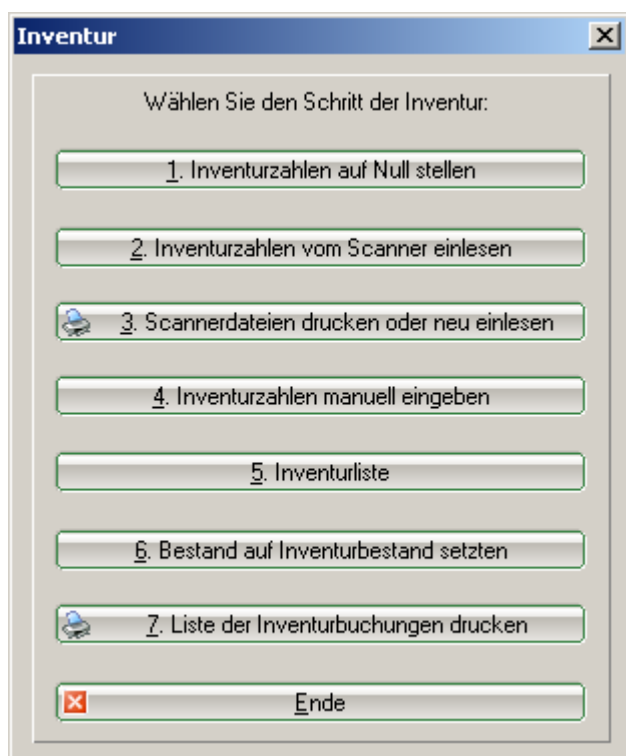 Inventur
Wählen Sie den Schritt der Inventur:
1. Inventurzahlen auf Null stellen
2. Inventurzahlen vom Scanner einlesen
3. Scannerdateien drucken oder neu einlesen
4. Inventurzahlen manuell eingeben
5. Inventurliste
6. Bestand auf Inventurbestand setzten
7. Liste der Inventurbuchungen drucken
Ende